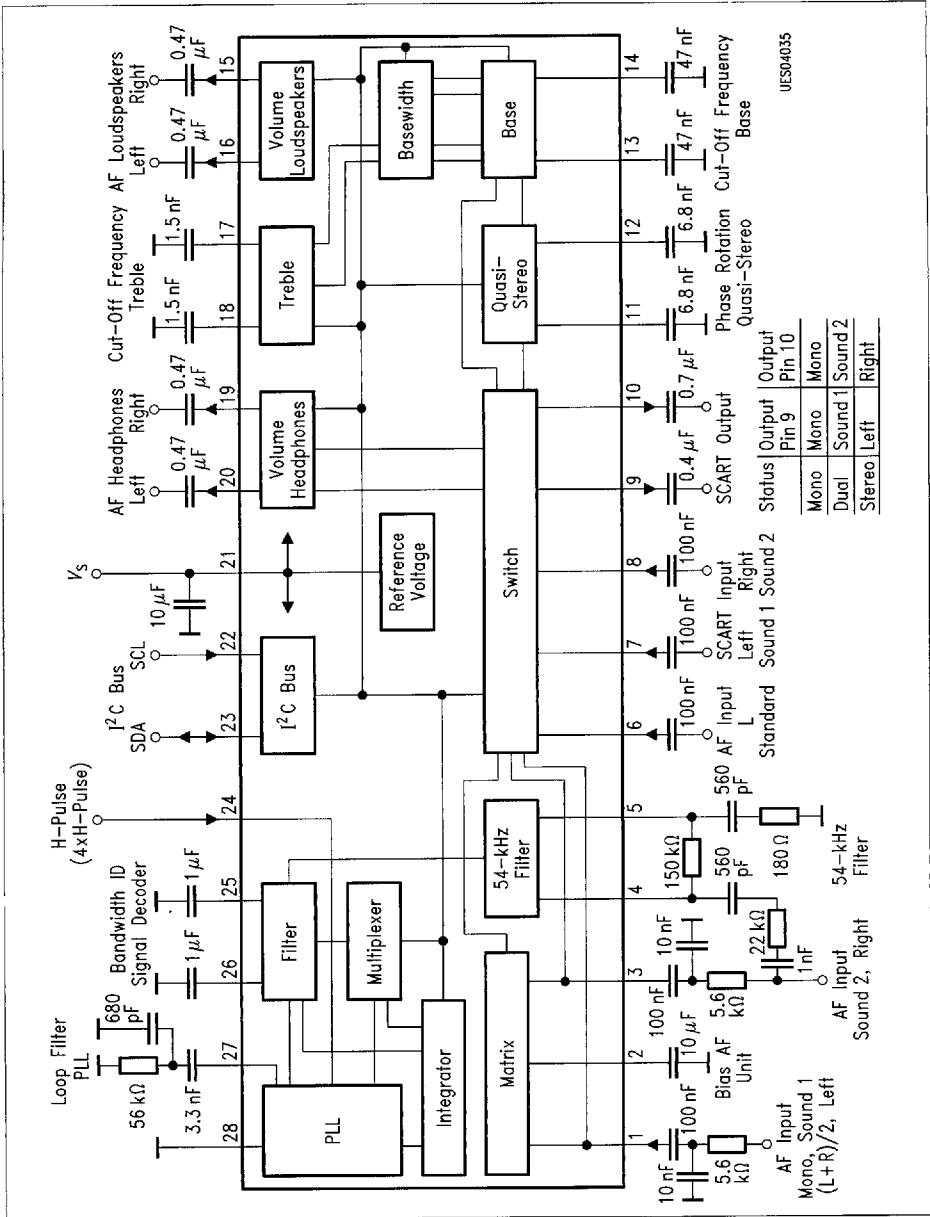 Loop Filter
PLL
56 kΩ
680
pF
3.3 nF
28
27
Bandwidth ID
Signal Decoder
1 μF
1 μF
26
25
H-Pulse
(4xH-Pulse)
24
I²C Bus
SDA
SCL
23
22
V_S
10 μF
21
AF Headphones
Left
Right
0.47
μF
0.47
μF
20
19
Cut-Off Frequency
Treble
1.5 nF
1.5 nF
18
17
AF Loudspeakers
Left
Right
0.47
μF
0.47
μF
16
15
PLL
Filter
Multiplexer
Integrator
I²C Bus
Reference
Voltage
Volume
Headphones
Treble
Volume
Loudspeakers
Basewidth
Base
Quasi-
Stereo
Matrix
54-kHz
Filter
Switch
1
10 nF
100 nF
5.6
kΩ
AF Input
Mono, Sound 1
(L+R)/2, Left
2
10 μF
Bias AF
Unit
3
100 nF
10 nF
5.6
kΩ
22 kΩ
1 nF
AF Input
Sound 2, Right
4
5
150 kΩ
560
pF
560
pF
180 Ω
54-kHz
Filter
6
100 nF
AF Input
L
Standard
7
8
100 nF
100 nF
SCART Input
Left Right
Sound 1 Sound 2
9
10
0.4 μF
0.7 μF
SCART Output
11
12
6.8 nF
6.8 nF
Phase Rotation
Quasi-Stereo
13
14
47 nF
47 nF
Cut-Off Frequency
Base
Status Output Output
Pin 9 Pin 10
Mono Mono Mono
Dual Sound 1 Sound 2
Stereo Left Right
UES04035